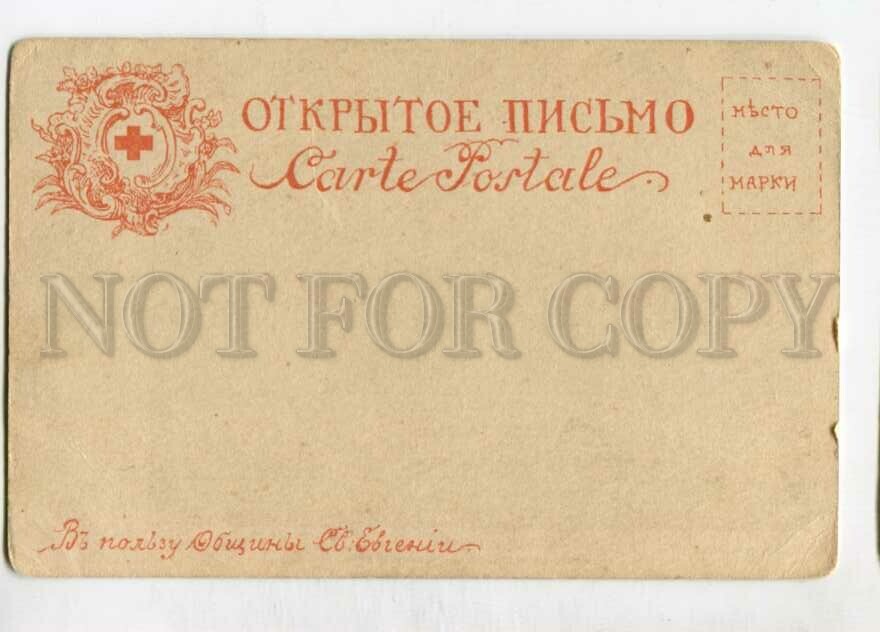 ОТКРЫТОЕ ПИСЬМО
Carte Postale
мѣсто
для
марки
NOT FOR COPY
Въ пользу Общины Св. Евгеніи